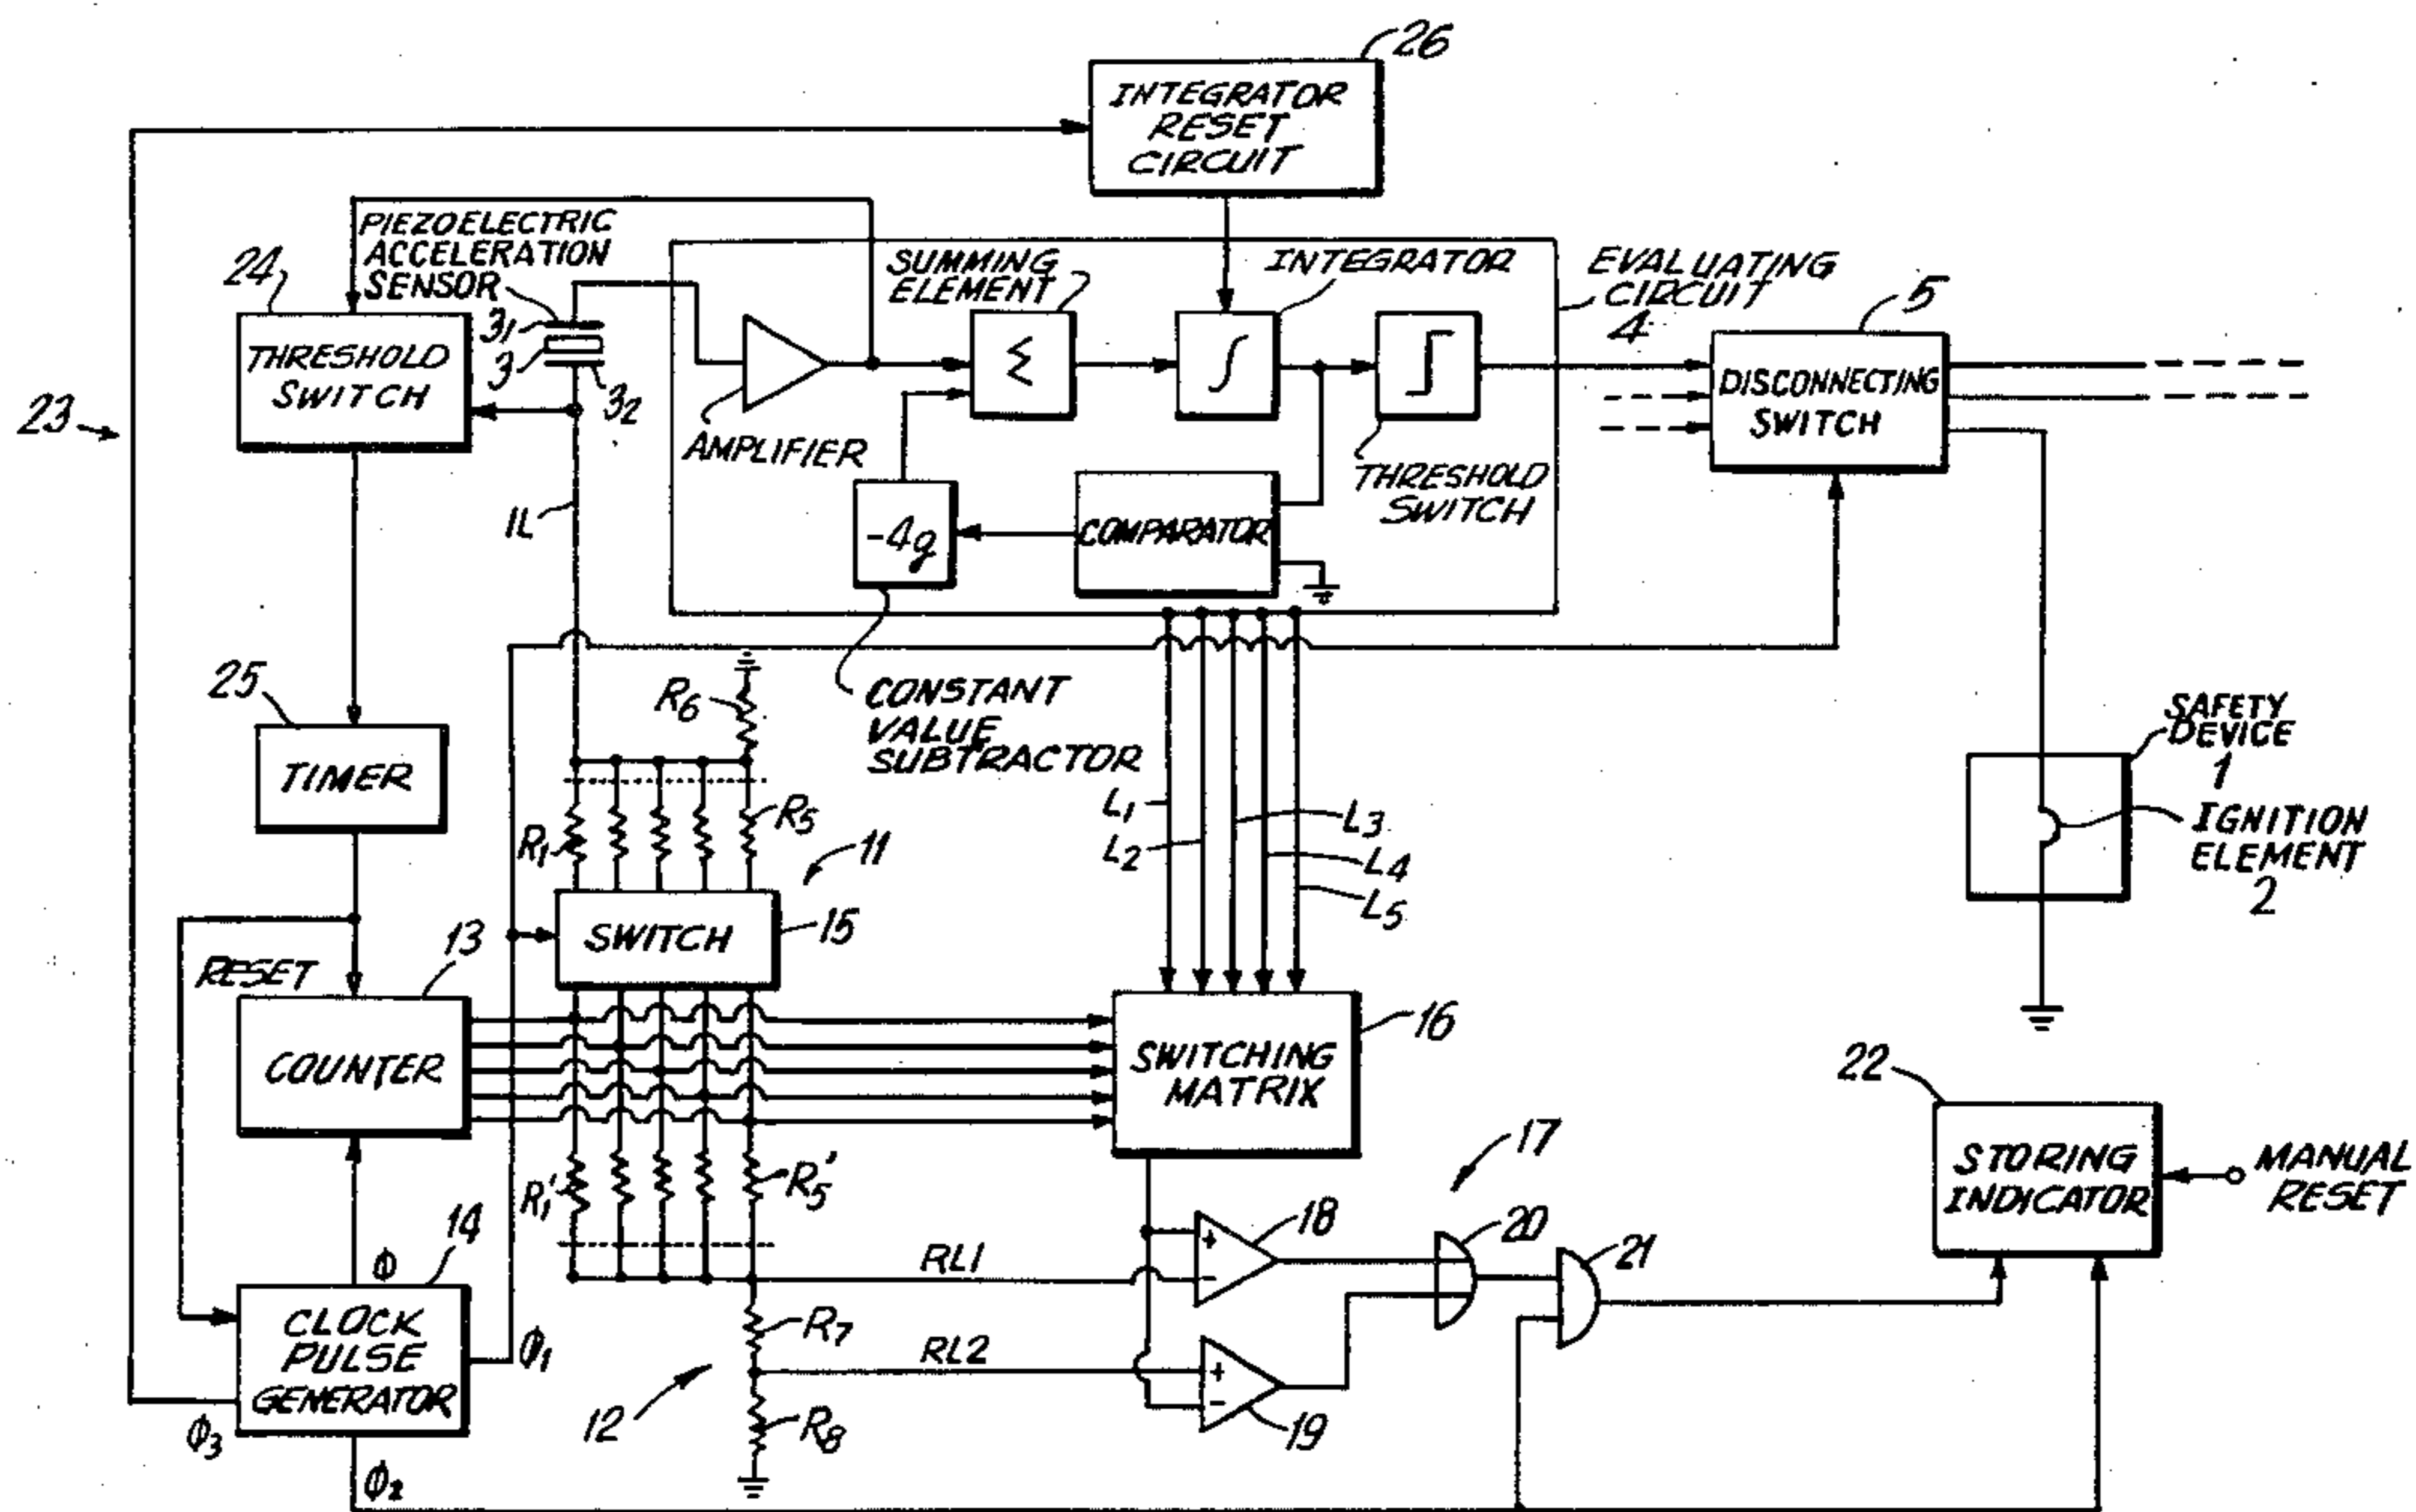 26
INTEGRATOR
RESET
CIRCUIT
PIEZOELECTRIC
ACCELERATION
SENSOR
24
31
3
32
THRESHOLD
SWITCH
23
SUMMING
ELEMENT
INTEGRATOR
EVALUATING
CIRCUIT
4
5
Σ
∫
AMPLIFIER
THRESHOLD
SWITCH
DISCONNECTING
SWITCH
1L
-4g
COMPARATOR
CONSTANT
VALUE
SUBTRACTOR
25
TIMER
R6
R1
R5
11
L1
L2
L3
L4
L5
SAFETY
DEVICE
1
IGNITION
ELEMENT
2
SWITCH
15
RESET
13
COUNTER
16
SWITCHING
MATRIX
R1'
R5'
22
STORING
INDICATOR
MANUAL
RESET
17
14
Φ
CLOCK
PULSE
GENERATOR
Φ1
Φ3
Φ2
RL1
+
-
18
20
21
R7
RL2
+
-
19
12
R8